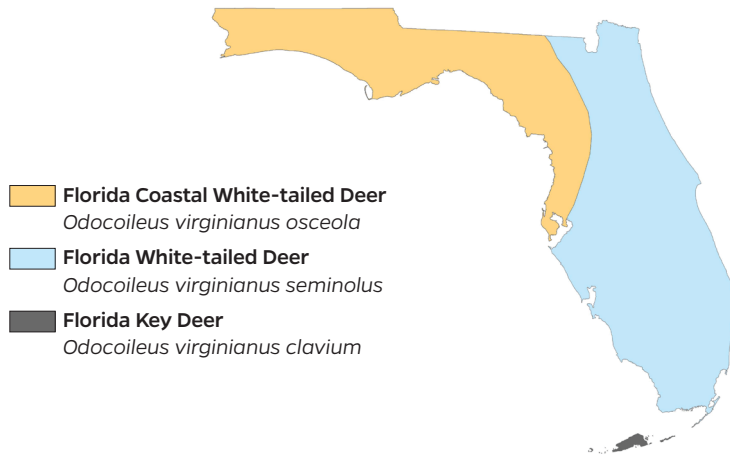 Florida Coastal White-tailed Deer
Odocoileus virginianus osceola
Florida White-tailed Deer
Odocoileus virginianus seminolus
Florida Key Deer
Odocoileus virginianus clavium